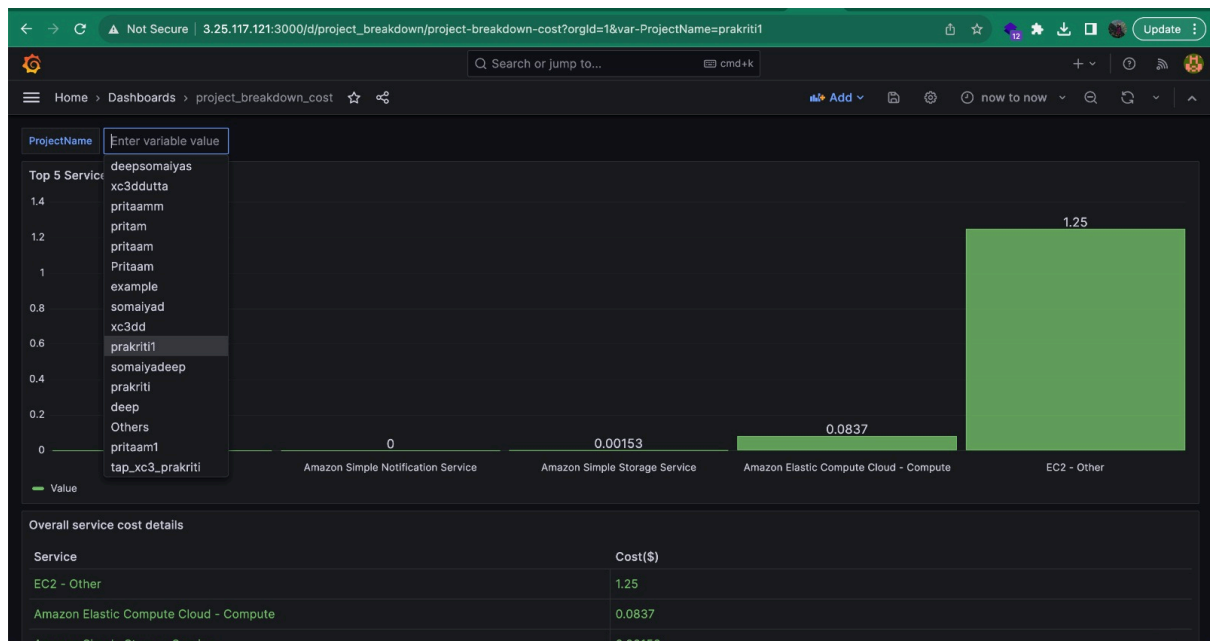 Not Secure | 3.25.117.121:3000/d/project_breakdown/project-breakdown-cost?orgId=1&var-ProjectName=prakriti1
12
Update
Search or jump to...
cmd+k
Home > Dashboards > project_breakdown_cost
Add
now to now
ProjectName
Enter variable value
deepsomaiyas
xc3ddutta
pritaamm
pritam
pritaam
Pritaam
example
somaiyad
xc3dd
prakriti1
somaiyadeep
prakriti
deep
Others
pritaam1
tap_xc3_prakriti
Top 5 Service
1.4
1.2
1
0.8
0.6
0.4
0.2
0
0
0.00153
0.0837
1.25
Amazon Simple Notification Service
Amazon Simple Storage Service
Amazon Elastic Compute Cloud - Compute
EC2 - Other
Value
Overall service cost details
Service
Cost($)
EC2 - Other
1.25
Amazon Elastic Compute Cloud - Compute
0.0837